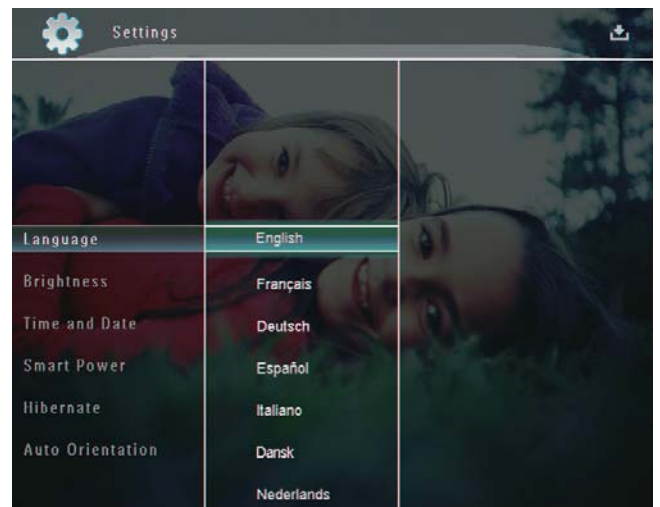 Settings
Language
Brightness
Time and Date
Smart Power
Hibernate
Auto Orientation
English
Français
Deutsch
Español
Italiano
Dansk
Nederlands